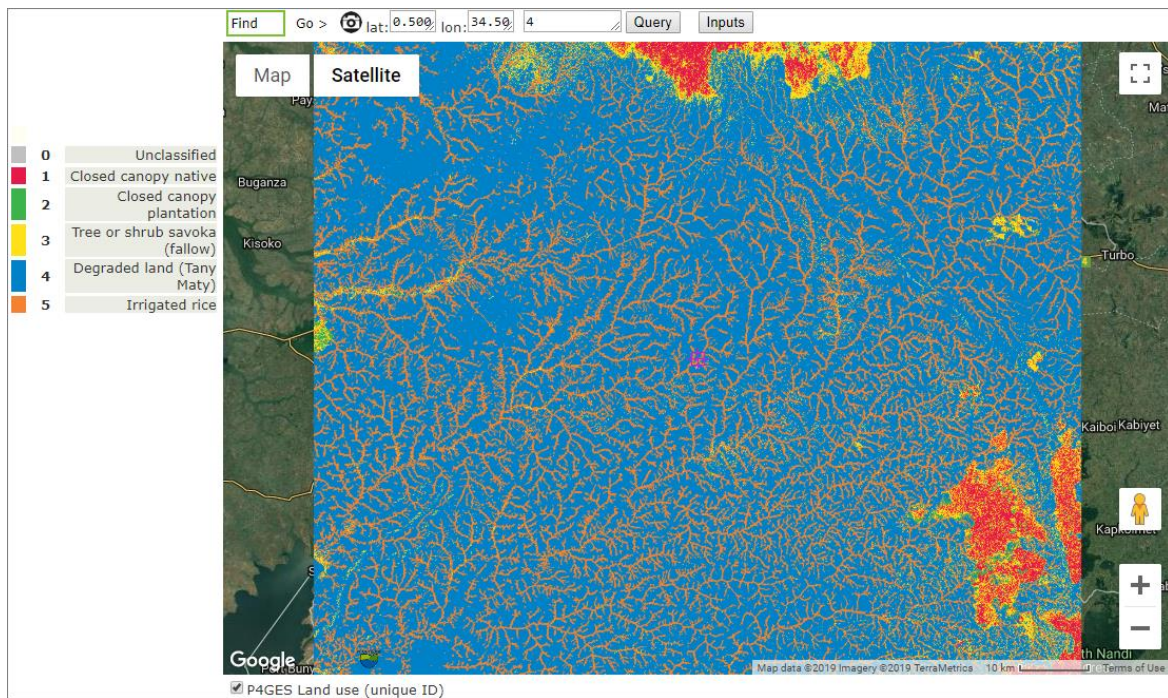 Find Go > lat: 0.500 lon: 34.50 4 Query Inputs
Map Satellite
0 Unclassified
1 Closed canopy native
2 Closed canopy
plantation
3 Tree or shrub savoka
(fallow)
4 Degraded land (Tany
Maty)
5 Irrigated rice
Buganza
Kisoko
Turbo
Kaiboi Kabiyet
Google
Map data ©2019 Imagery ©2019 TerraMetrics 10 km Terms of Use
P4GES Land use (unique ID)